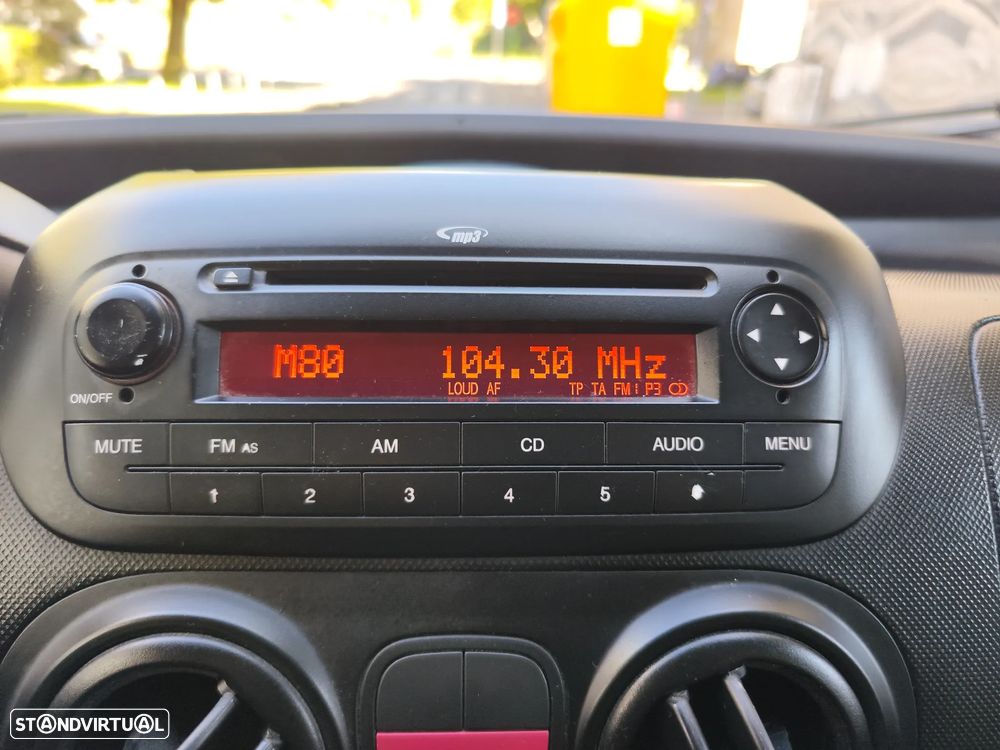 mp3
M80 104.30 MHz
LOUD AF TP TA FM1 P3
ON/OFF
MUTE FM AS AM CD AUDIO MENU
1 2 3 4 5
STANDVIRTUAL